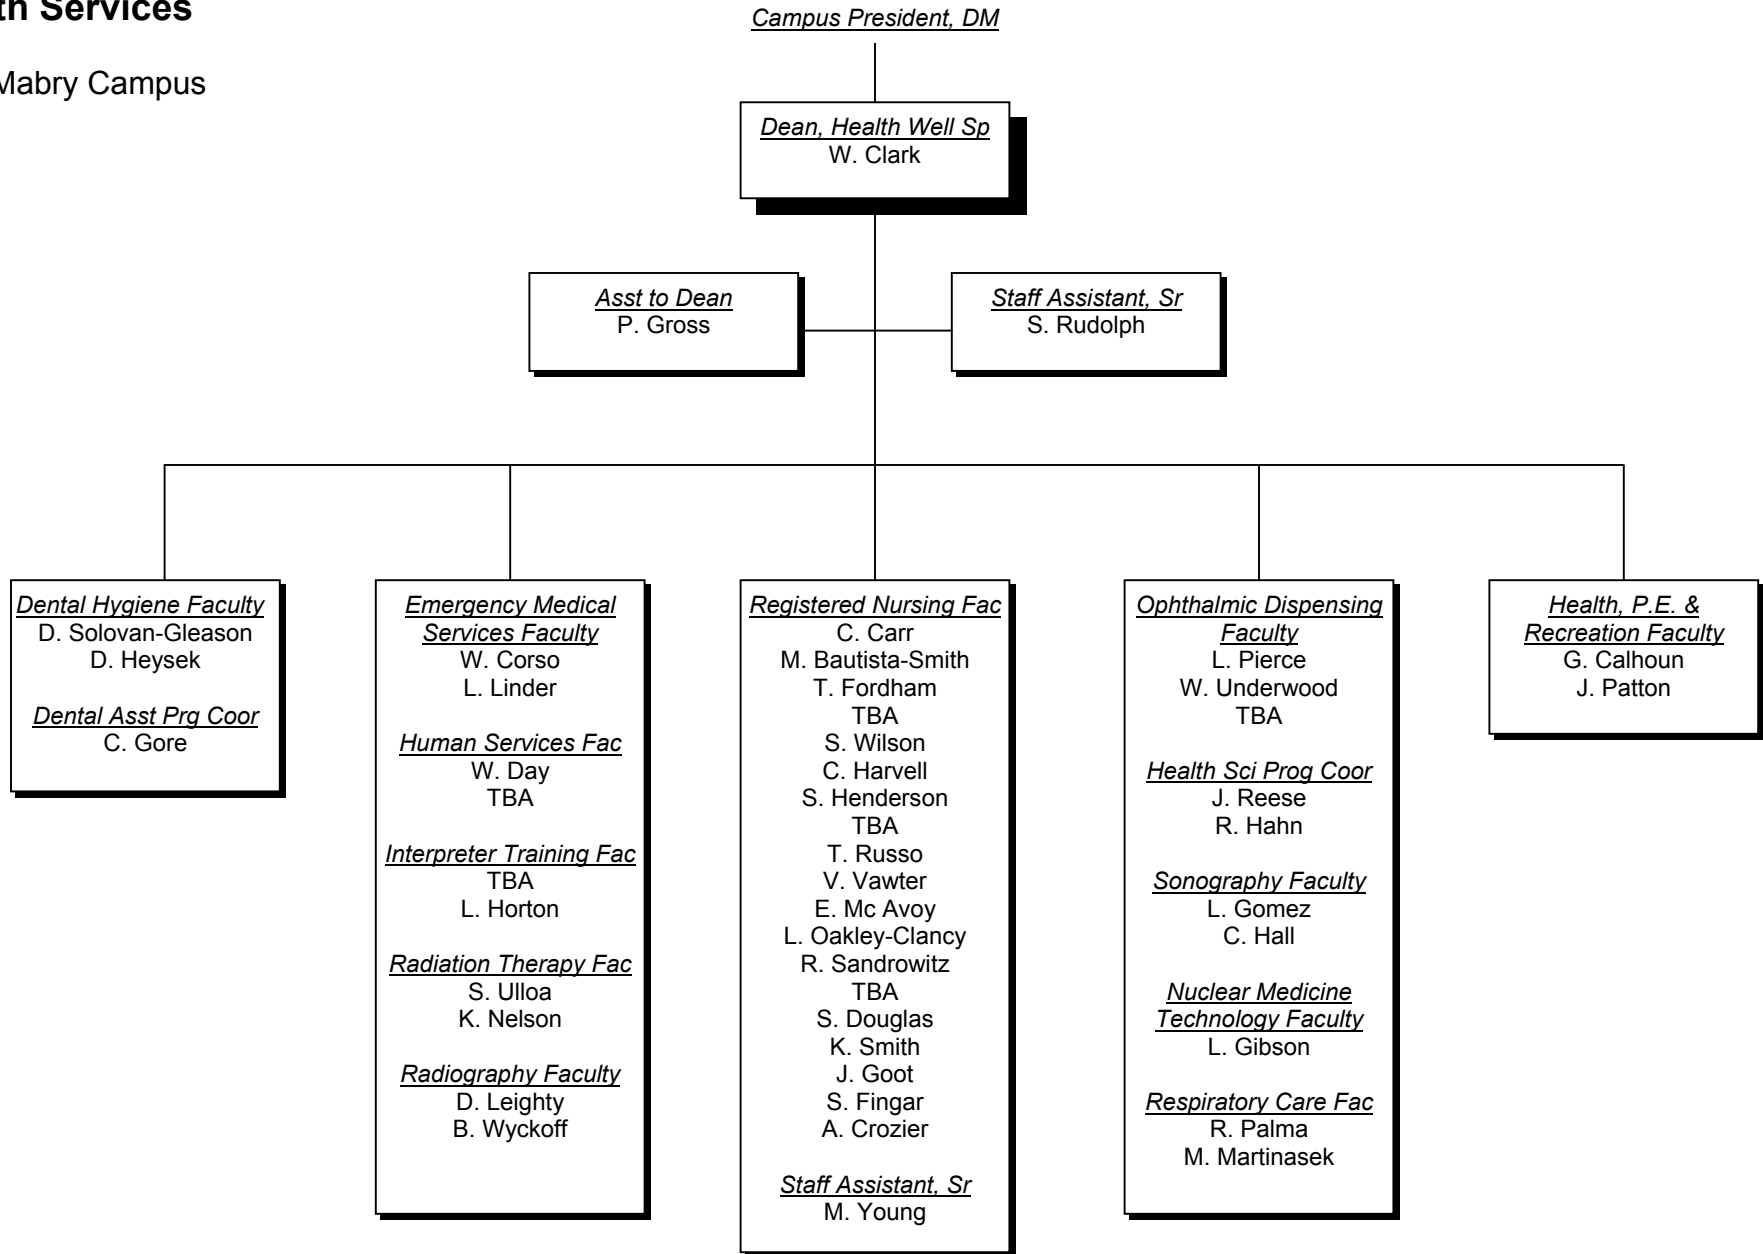 th Services
Mabry Campus
Campus President, DM
Dean, Health Well Sp
W. Clark
Asst to Dean
P. Gross
Staff Assistant, Sr
S. Rudolph
Dental Hygiene Faculty
D. Solovan-Gleason
D. Heysek
Dental Asst Prg Coor
C. Gore
Emergency Medical
Services Faculty
W. Corso
L. Linder
Human Services Fac
W. Day
TBA
Interpreter Training Fac
TBA
L. Horton
Radiation Therapy Fac
S. Ulloa
K. Nelson
Radiography Faculty
D. Leighty
B. Wyckoff
Registered Nursing Fac
C. Carr
M. Bautista-Smith
T. Fordham
TBA
S. Wilson
C. Harvell
S. Henderson
TBA
T. Russo
V. Vawter
E. Mc Avoy
L. Oakley-Clancy
R. Sandrowitz
TBA
S. Douglas
K. Smith
J. Goot
S. Fingar
A. Crozier
Staff Assistant, Sr
M. Young
Ophthalmic Dispensing
Faculty
L. Pierce
W. Underwood
TBA
Health Sci Prog Coor
J. Reese
R. Hahn
Sonography Faculty
L. Gomez
C. Hall
Nuclear Medicine
Technology Faculty
L. Gibson
Respiratory Care Fac
R. Palma
M. Martinasek
Health, P.E. &
Recreation Faculty
G. Calhoun
J. Patton